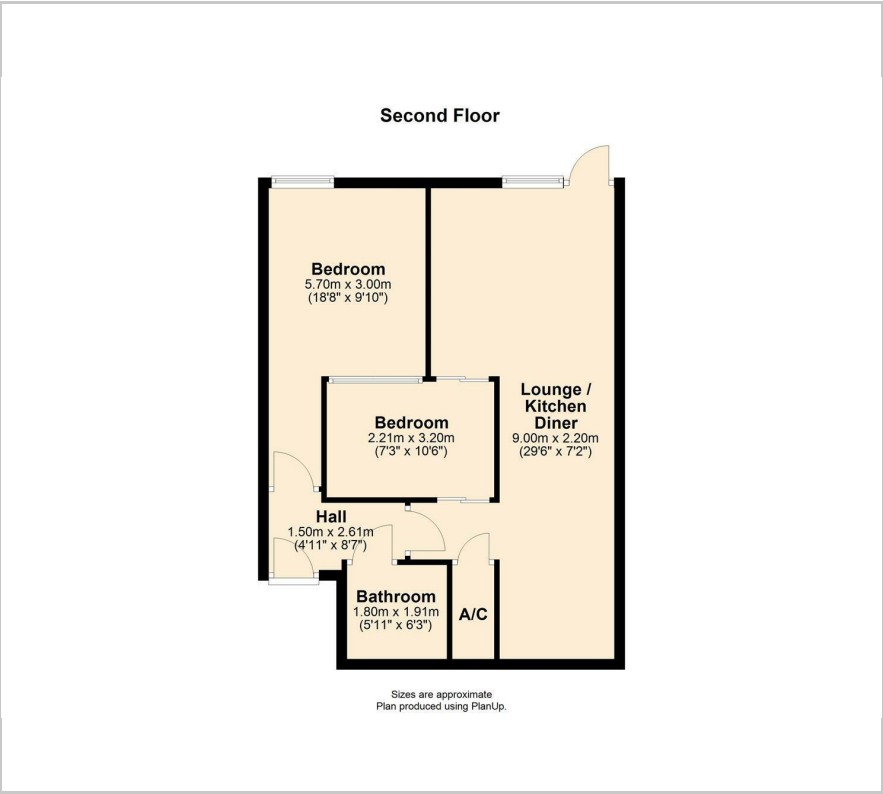 Second Floor
Bedroom
5.70m x 3.00m
(18'8" x 9'10")
Lounge /
Kitchen
Diner
9.00m x 2.20m
(29'6" x 7'2")
Bedroom
2.21m x 3.20m
(7'3" x 10'6")
Hall
1.50m x 2.61m
(4'11" x 8'7")
Bathroom
1.80m x 1.91m
(5'11" x 6'3")
A/C
Sizes are approximate
Plan produced using PlanUp.